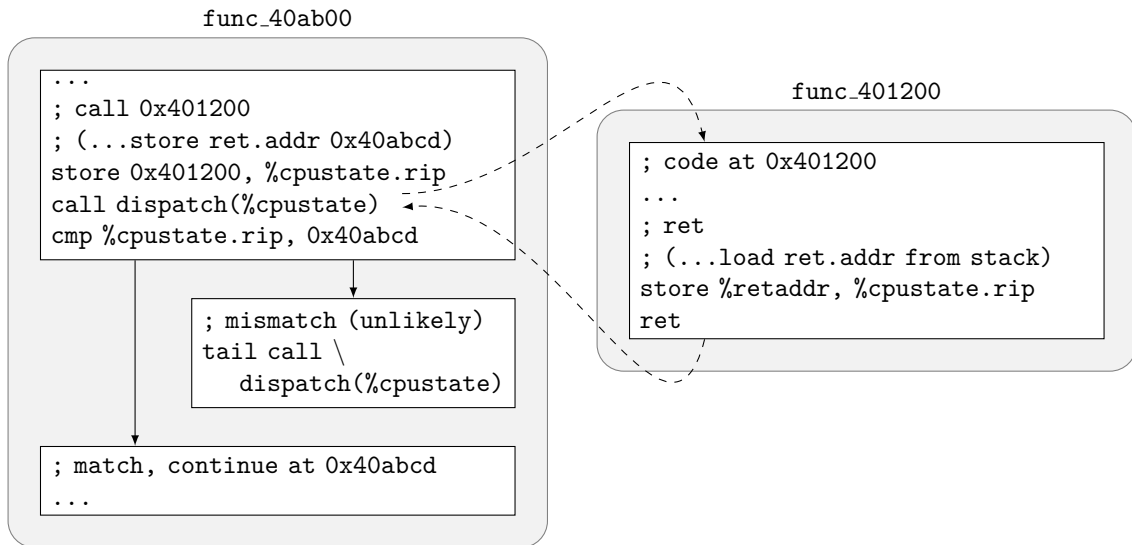 func_40ab00
...
; call 0x401200
; (...store ret.addr 0x40abcd)
store 0x401200, %cpustate.rip
call dispatch(%cpustate)
cmp %cpustate.rip, 0x40abcd
; mismatch (unlikely)
tail call \
dispatch(%cpustate)
; match, continue at 0x40abcd
...
func_401200
; code at 0x401200
...
; ret
; (...load ret.addr from stack)
store %retaddr, %cpustate.rip
ret